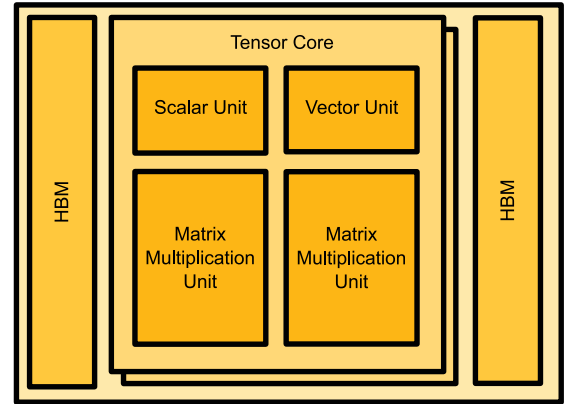 Tensor Core
Scalar Unit
Vector Unit
HBM
HBM
Matrix
Multiplication
Unit
Matrix
Multiplication
Unit